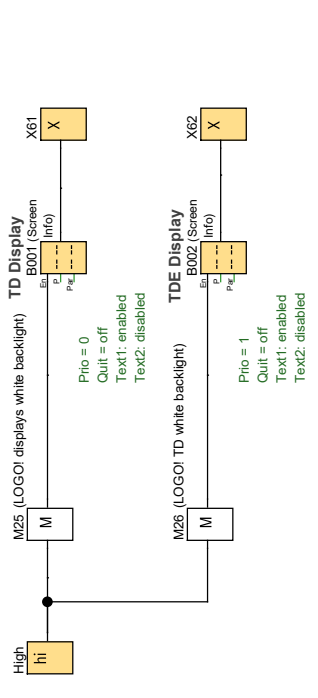 High
hi
M25 (LOGO! displays white backlight)
M
TD Display
B001 (Screen
Info)
En
P
Par
Prio = 0
Quit = off
Text1: enabled
Text2: disabled
X61
X
M26 (LOGO! TD white backlight)
M
TDE Display
B002 (Screen
Info)
En
P
Par
Prio = 1
Quit = off
Text1: enabled
Text2: disabled
X62
X